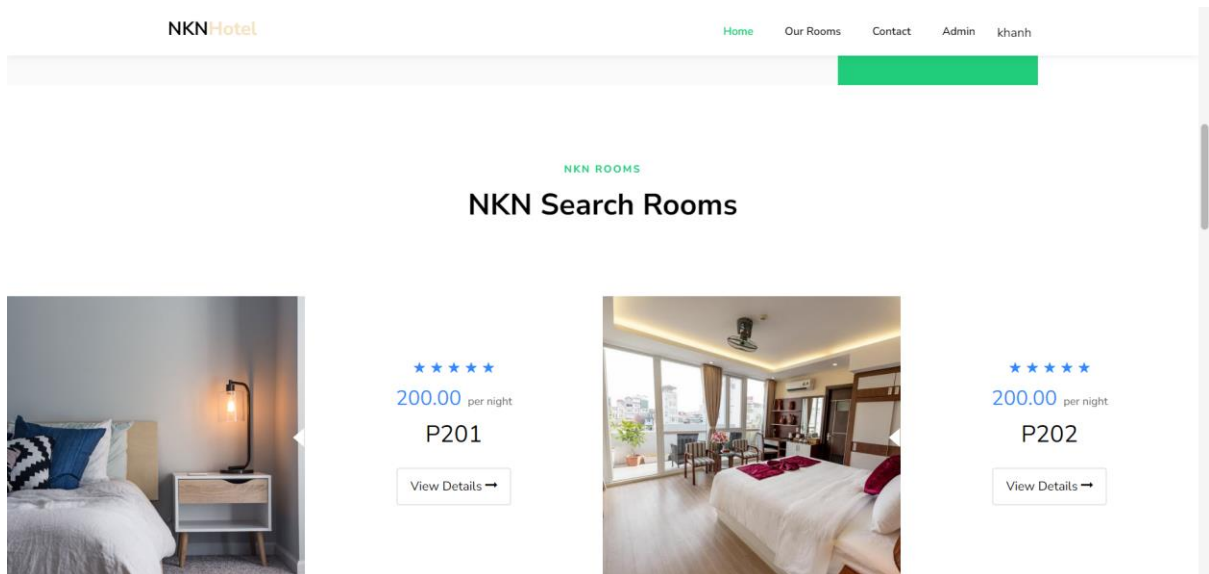 NKNHotel
Home Our Rooms Contact Admin khanh
NKN ROOMS
NKN Search Rooms
★★★★★
200.00 per night
P201
View Details →
★★★★★
200.00 per night
P202
View Details →